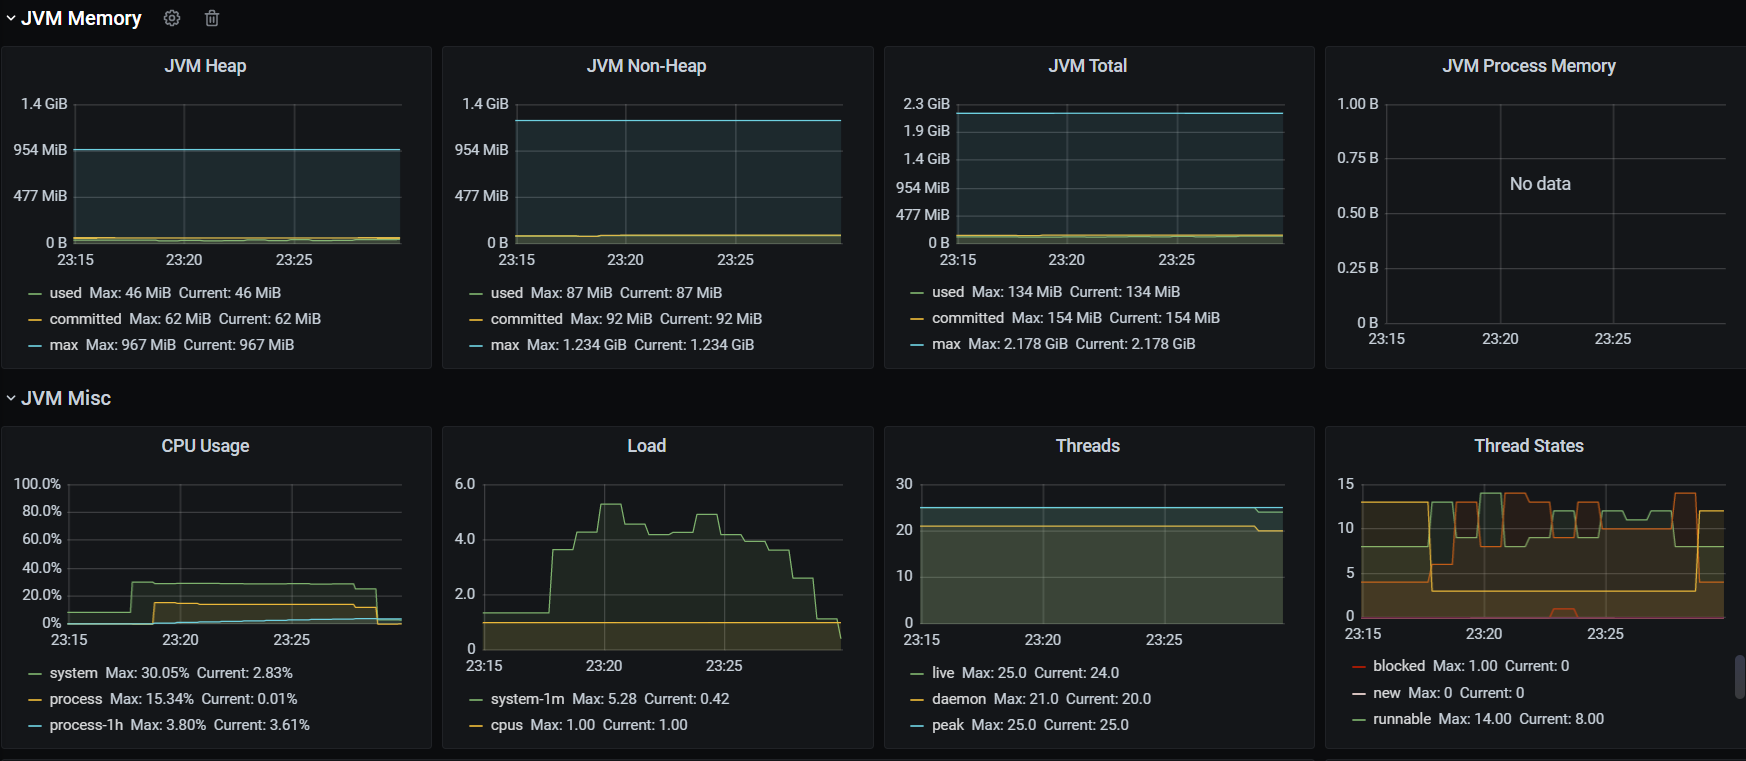 JVM Memory
JVM Heap
1.4 GiB
954 MiB
477 MiB
0 B
23:15 23:20 23:25
used Max: 46 MiB Current: 46 MiB
committed Max: 62 MiB Current: 62 MiB
max Max: 967 MiB Current: 967 MiB
JVM Non-Heap
1.4 GiB
954 MiB
477 MiB
0 B
23:15 23:20 23:25
used Max: 87 MiB Current: 87 MiB
committed Max: 92 MiB Current: 92 MiB
max Max: 1.234 GiB Current: 1.234 GiB
JVM Total
2.3 GiB
1.9 GiB
1.4 GiB
954 MiB
477 MiB
0 B
23:15 23:20 23:25
used Max: 134 MiB Current: 134 MiB
committed Max: 154 MiB Current: 154 MiB
max Max: 2.178 GiB Current: 2.178 GiB
JVM Process Memory
1.00 B
0.75 B
No data
0.50 B
0.25 B
0 B
23:15 23:20 23:25
JVM Misc
CPU Usage
100.0%
80.0%
60.0%
40.0%
20.0%
0%
23:15 23:20 23:25
system Max: 30.05% Current: 2.83%
process Max: 15.34% Current: 0.01%
process-1h Max: 3.80% Current: 3.61%
Load
6.0
4.0
2.0
0
23:15 23:20 23:25
system-1m Max: 5.28 Current: 0.42
cpus Max: 1.00 Current: 1.00
Threads
30
20
10
0
23:15 23:20 23:25
live Max: 25.0 Current: 24.0
daemon Max: 21.0 Current: 20.0
peak Max: 25.0 Current: 25.0
Thread States
15
10
5
0
23:15 23:20 23:25
blocked Max: 1.00 Current: 0
new Max: 0 Current: 0
runnable Max: 14.00 Current: 8.00